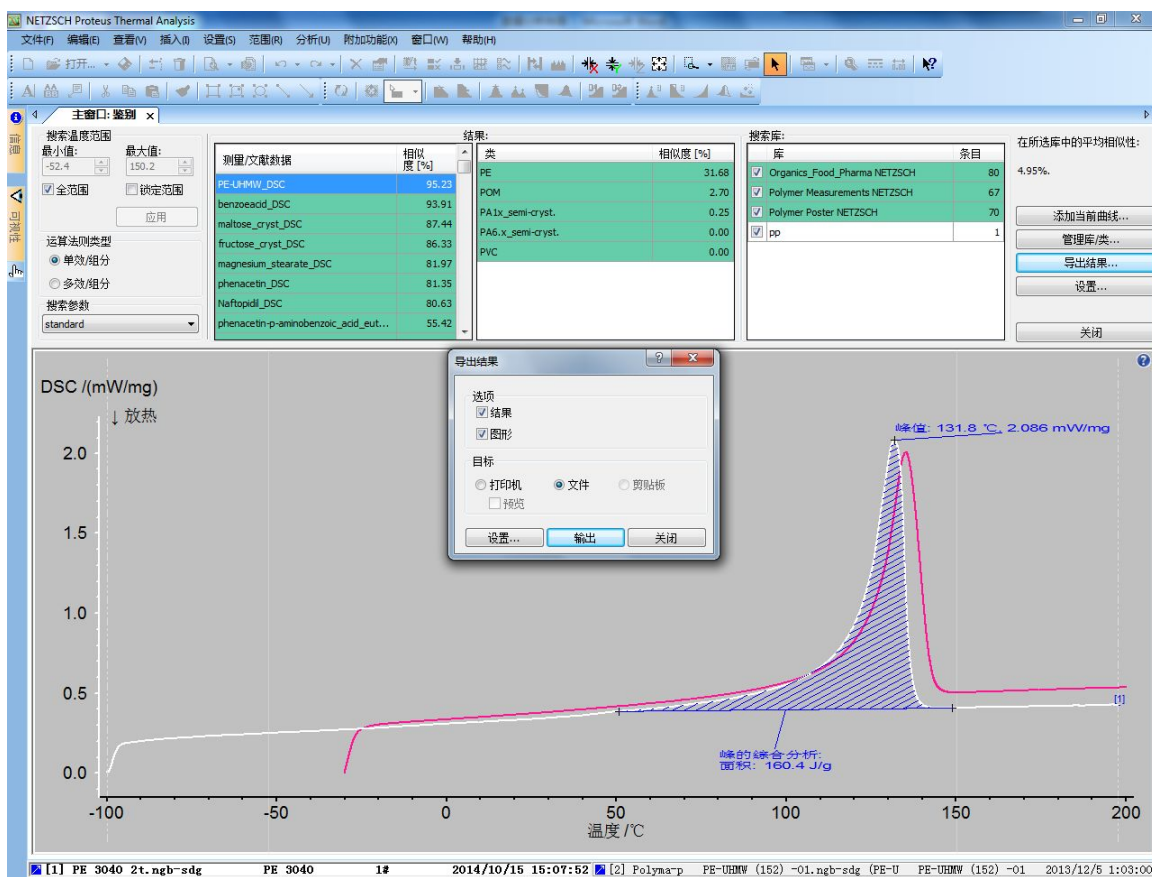 NETZSCH Proteus Thermal Analysis
文件(F) 编辑(E) 查看(V) 插入(I) 设置(S) 范围(R) 分析(U) 附加功能(X) 窗口(W) 帮助(H)
打开...
主窗口: 鉴别
信息
可视性
搜索温度范围
最小值: 最大值:
-52.4 150.2
全范围 锁定范围
应用
运算法则类型
单效/组分
多效/组分
搜索参数
standard
结果:
测量/文献数据 相似度 [%]
PE-UHMW_DSC 95.23
benzoeacid_DSC 93.91
maltose_cryst_DSC 87.44
fructose_cryst_DSC 86.33
magnesium_stearate_DSC 81.97
phenacetin_DSC 81.35
Naftopidil_DSC 80.63
phenacetin-p-aminobenzoic_acid_eut... 55.42
类 相似度 [%]
PE 31.68
POM 2.70
PA1x_semi-cryst. 0.25
PA6.x_semi-cryst. 0.00
PVC 0.00
搜索库:
库 条目
Organics_Food_Pharma NETZSCH 80
Polymer Measurements NETZSCH 67
Polymer Poster NETZSCH 70
pp 1
在所选库中的平均相似性:
4.95%.
添加当前曲线...
管理库/类...
导出结果...
设置...
关闭
导出结果
选项
结果
图形
目标
打印机 文件 剪贴板
预览
设置... 输出 关闭
DSC /(mW/mg)
↓ 放热
峰值: 131.8 ℃, 2.086 mW/mg
2.0
1.5
1.0
0.5
0.0
[1]
峰的综合分析:
面积: 160.4 J/g
-100 -50 0 50 100 150 200
温度 /℃
[1] PE 3040 2t.ngb-sdg PE 3040 1# 2014/10/15 15:07:52 [2] Polyma-p PE-UHMW (152) -01.ngb-sdg (PE-U PE-UHMW (152) -01 2013/12/5 1:03:00